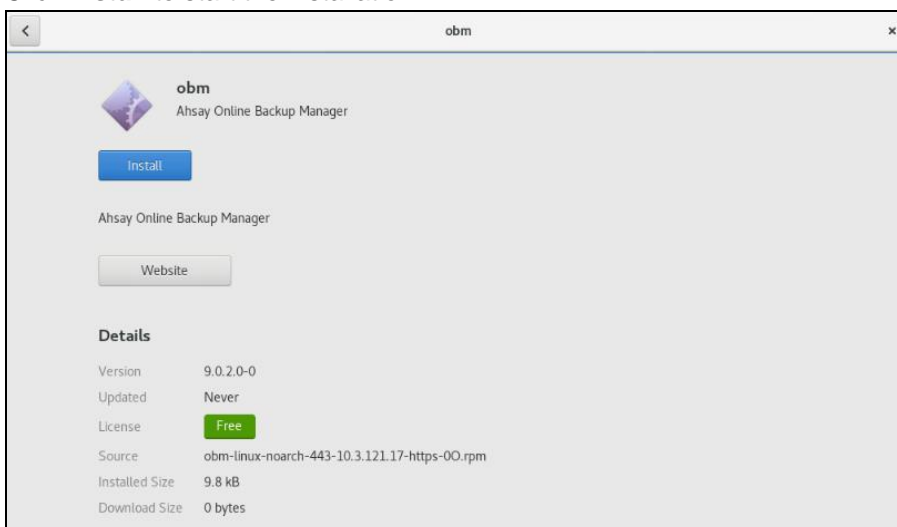 obm
obm
Ahsay Online Backup Manager
Install
Ahsay Online Backup Manager
Website
Details
Version 9.0.2.0-0
Updated Never
License Free
Source obm-linux-noarch-443-10.3.121.17-https-0O.rpm
Installed Size 9.8 kB
Download Size 0 bytes